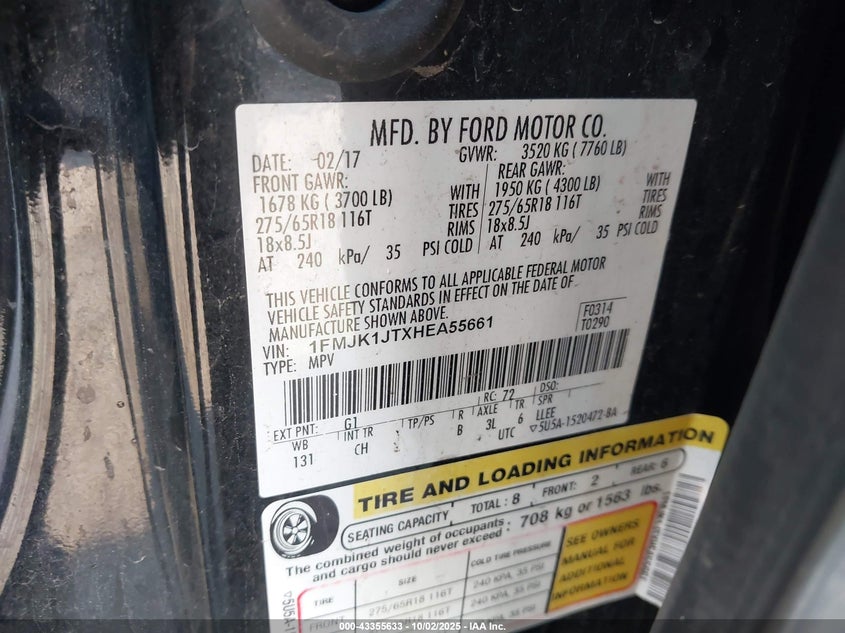 MFD. BY FORD MOTOR CO.
DATE: 02/17 GVWR: 3520 KG ( 7760 LB)
FRONT GAWR: REAR GAWR:
1678 KG ( 3700 LB) WITH 1950 KG ( 4300 LB) WITH
275/65R18 116T TIRES 275/65R18 116T TIRES
18x8.5J RIMS 18x8.5J RIMS
AT 240 kPa/ 35 PSI COLD AT 240 kPa/ 35 PSI COLD
THIS VEHICLE CONFORMS TO ALL APPLICABLE FEDERAL MOTOR
VEHICLE SAFETY STANDARDS IN EFFECT ON THE DATE OF
MANUFACTURE SHOWN ABOVE.
VIN: 1FMJK1JTXHEA55661 F0314
TYPE: MPV T0290
EXT PNT: G1 RC: 72 DSO:
WB INT TR TP/PS R AXLE TR SPR
131 CH B 3L 6 LLEE
UTC ▽5U5A-1520472-BA
TIRE AND LOADING INFORMATION
SEATING CAPACITY TOTAL: 8 FRONT: 2 REAR: 6
The combined weight of occupants and cargo should never exceed: 708 kg or 1563 lbs.
TIRE SIZE COLD TIRE PRESSURE
275/65R18 116T 240 KPA, 35 PSI
FRONT
SEE OWNERS
MANUAL FOR
ADDITIONAL
INFORMATION
000-43355633 - 10/02/2025 - IAA Inc.